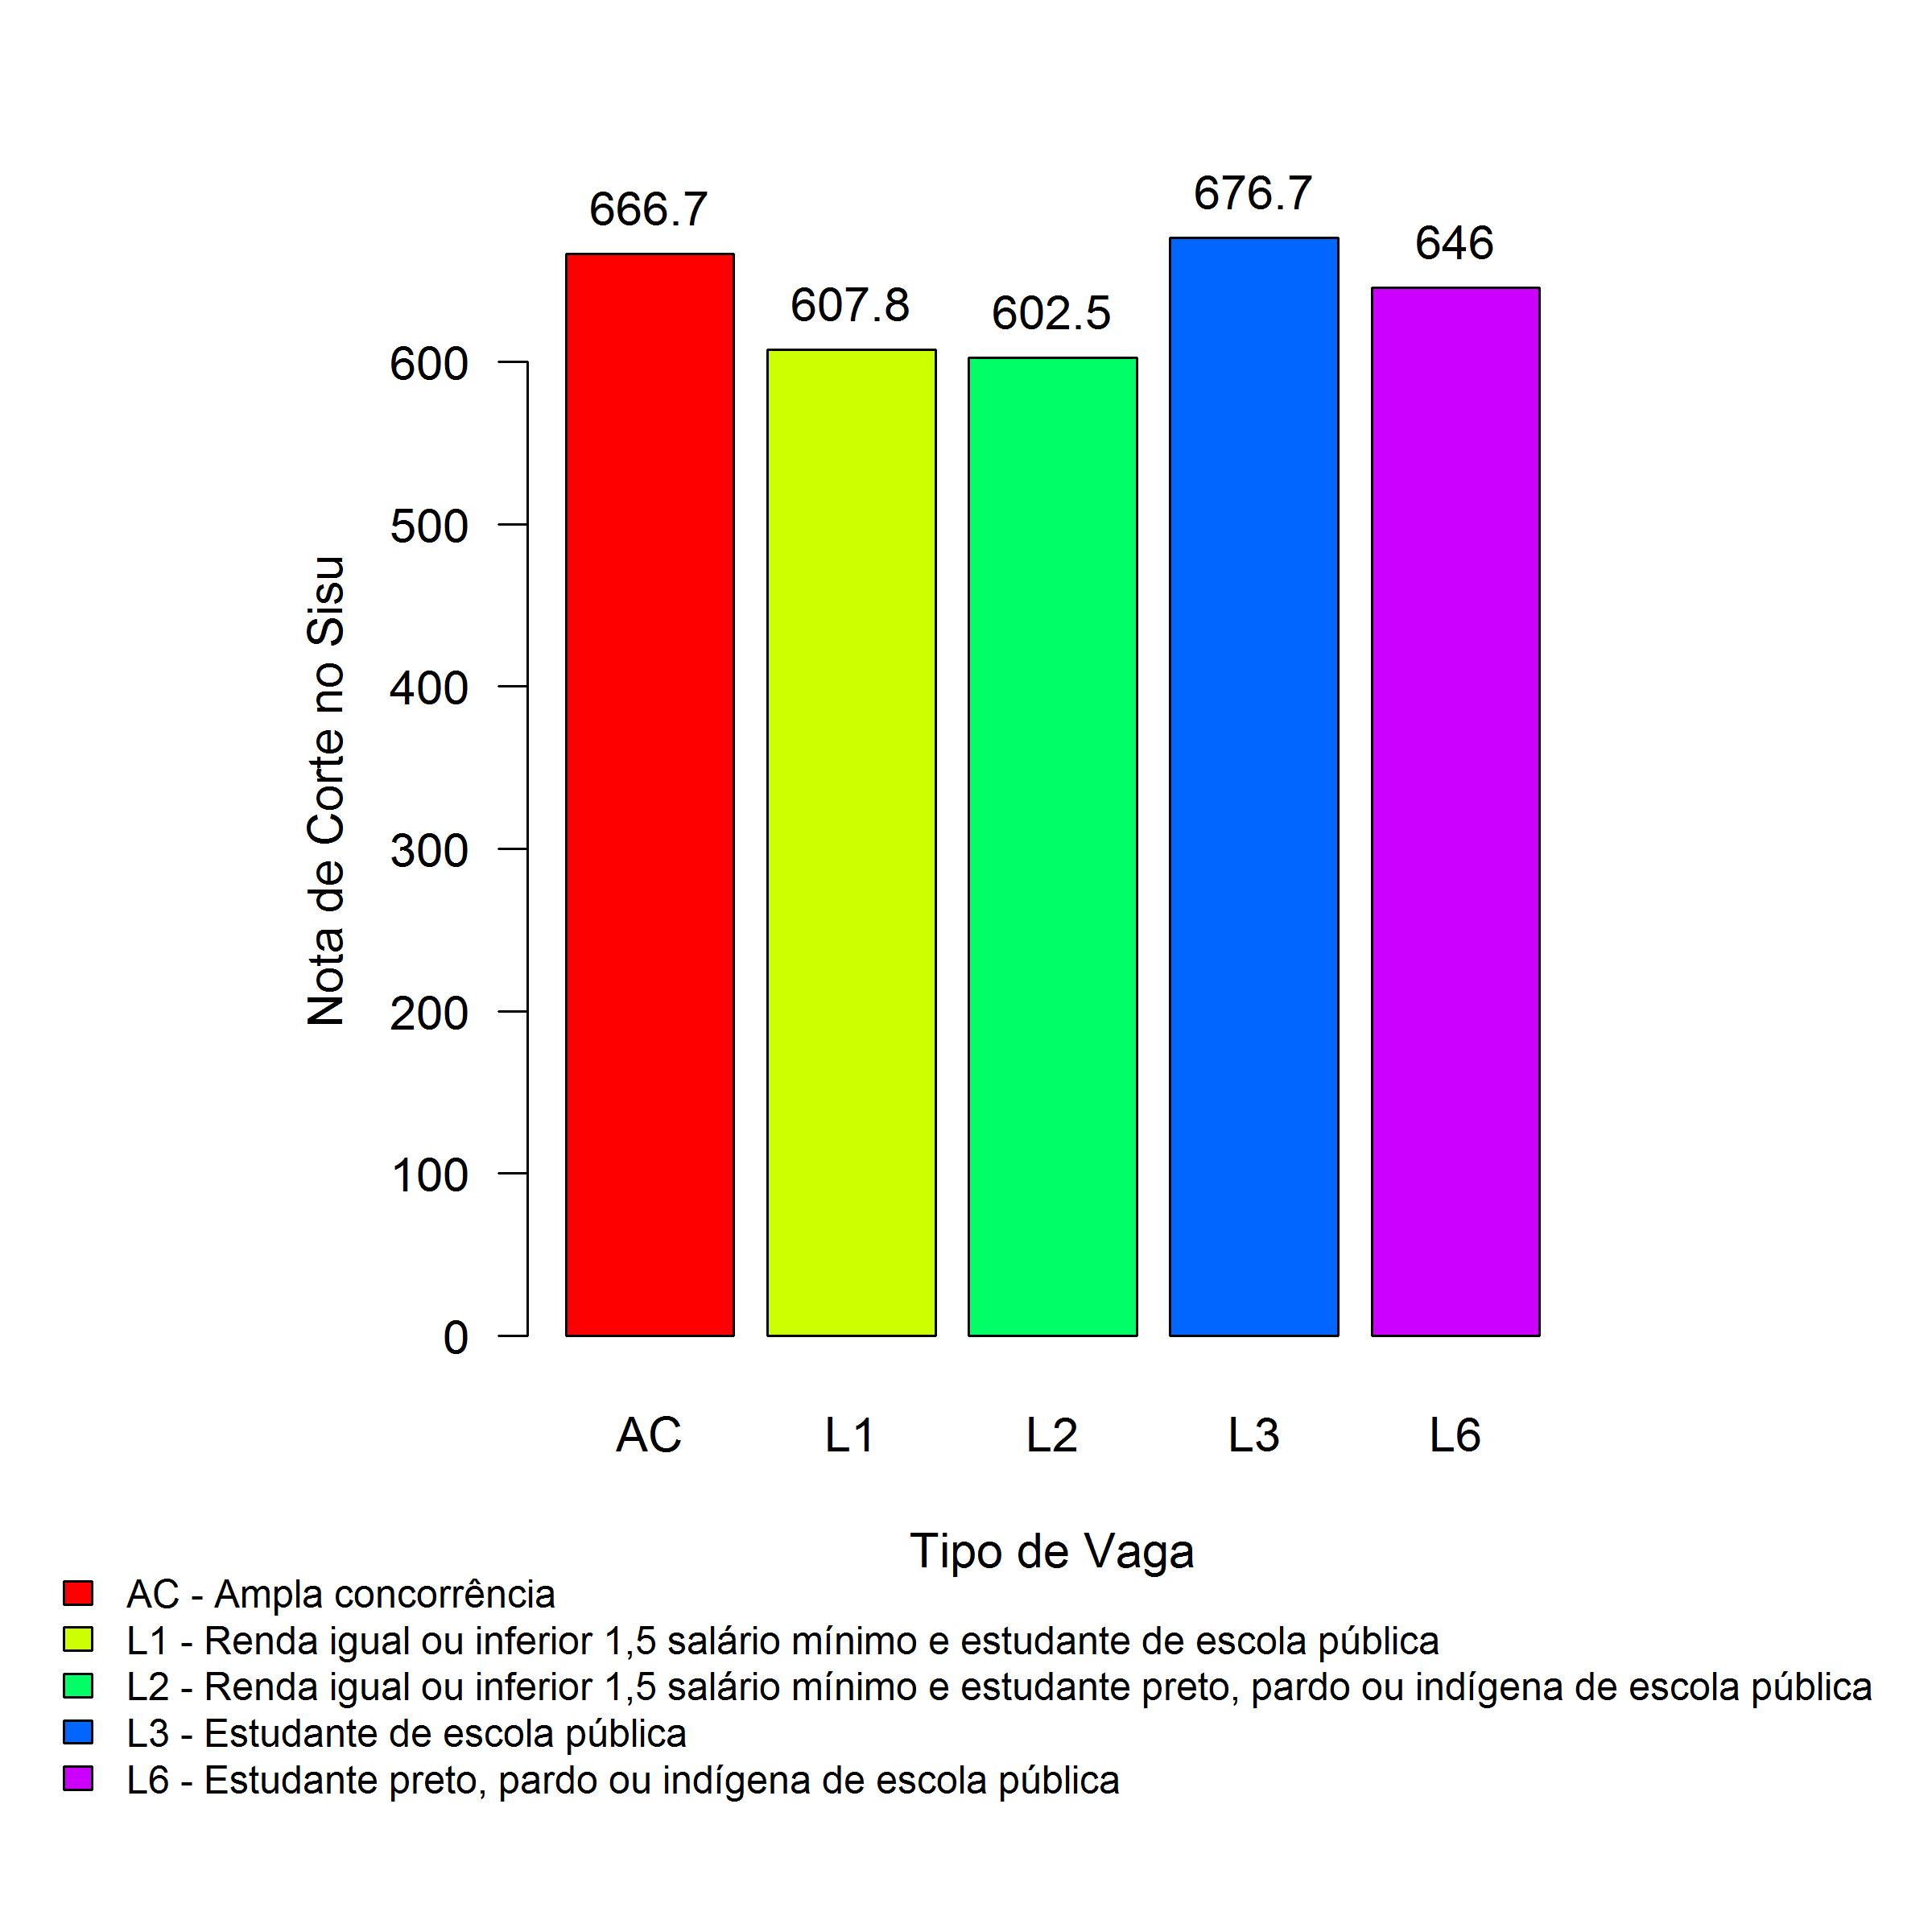 666.7
607.8
602.5
676.7
646
Nota de Corte no Sisu
600
500
400
300
200
100
0
AC
L1
L2
L3
L6
Tipo de Vaga
AC - Ampla concorrência
L1 - Renda igual ou inferior 1,5 salário mínimo e estudante de escola pública
L2 - Renda igual ou inferior 1,5 salário mínimo e estudante preto, pardo ou indígena de escola pública
L3 - Estudante de escola pública
L6 - Estudante preto, pardo ou indígena de escola pública